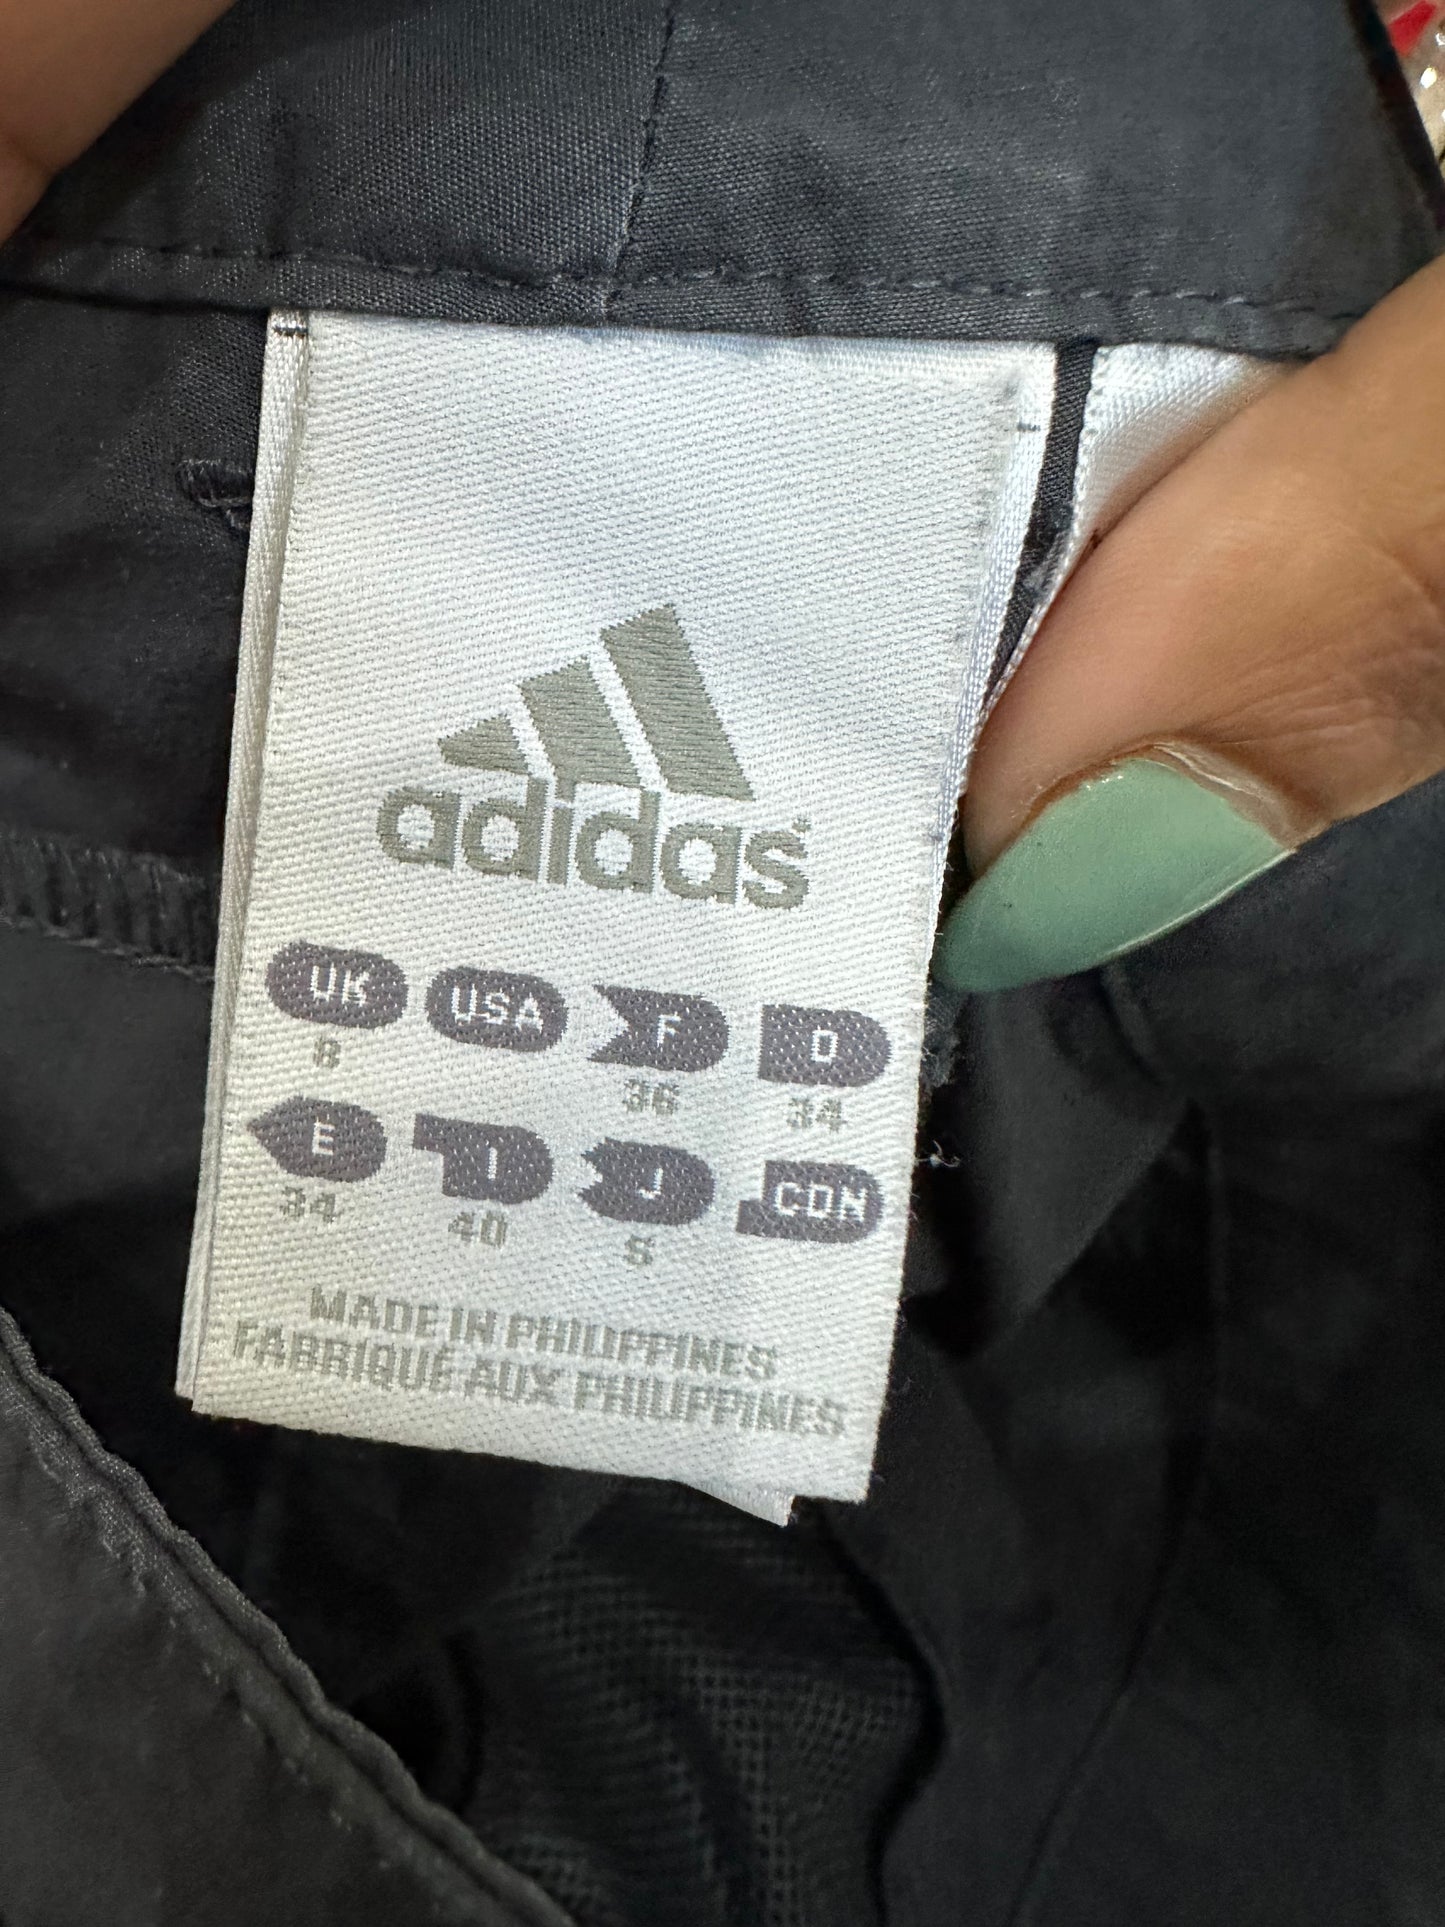 adidas
UK USA F D
8 36 34
E I J CDN
34 40 S
MADE IN PHILIPPINES
FABRIQUÉ AUX PHILIPPINES